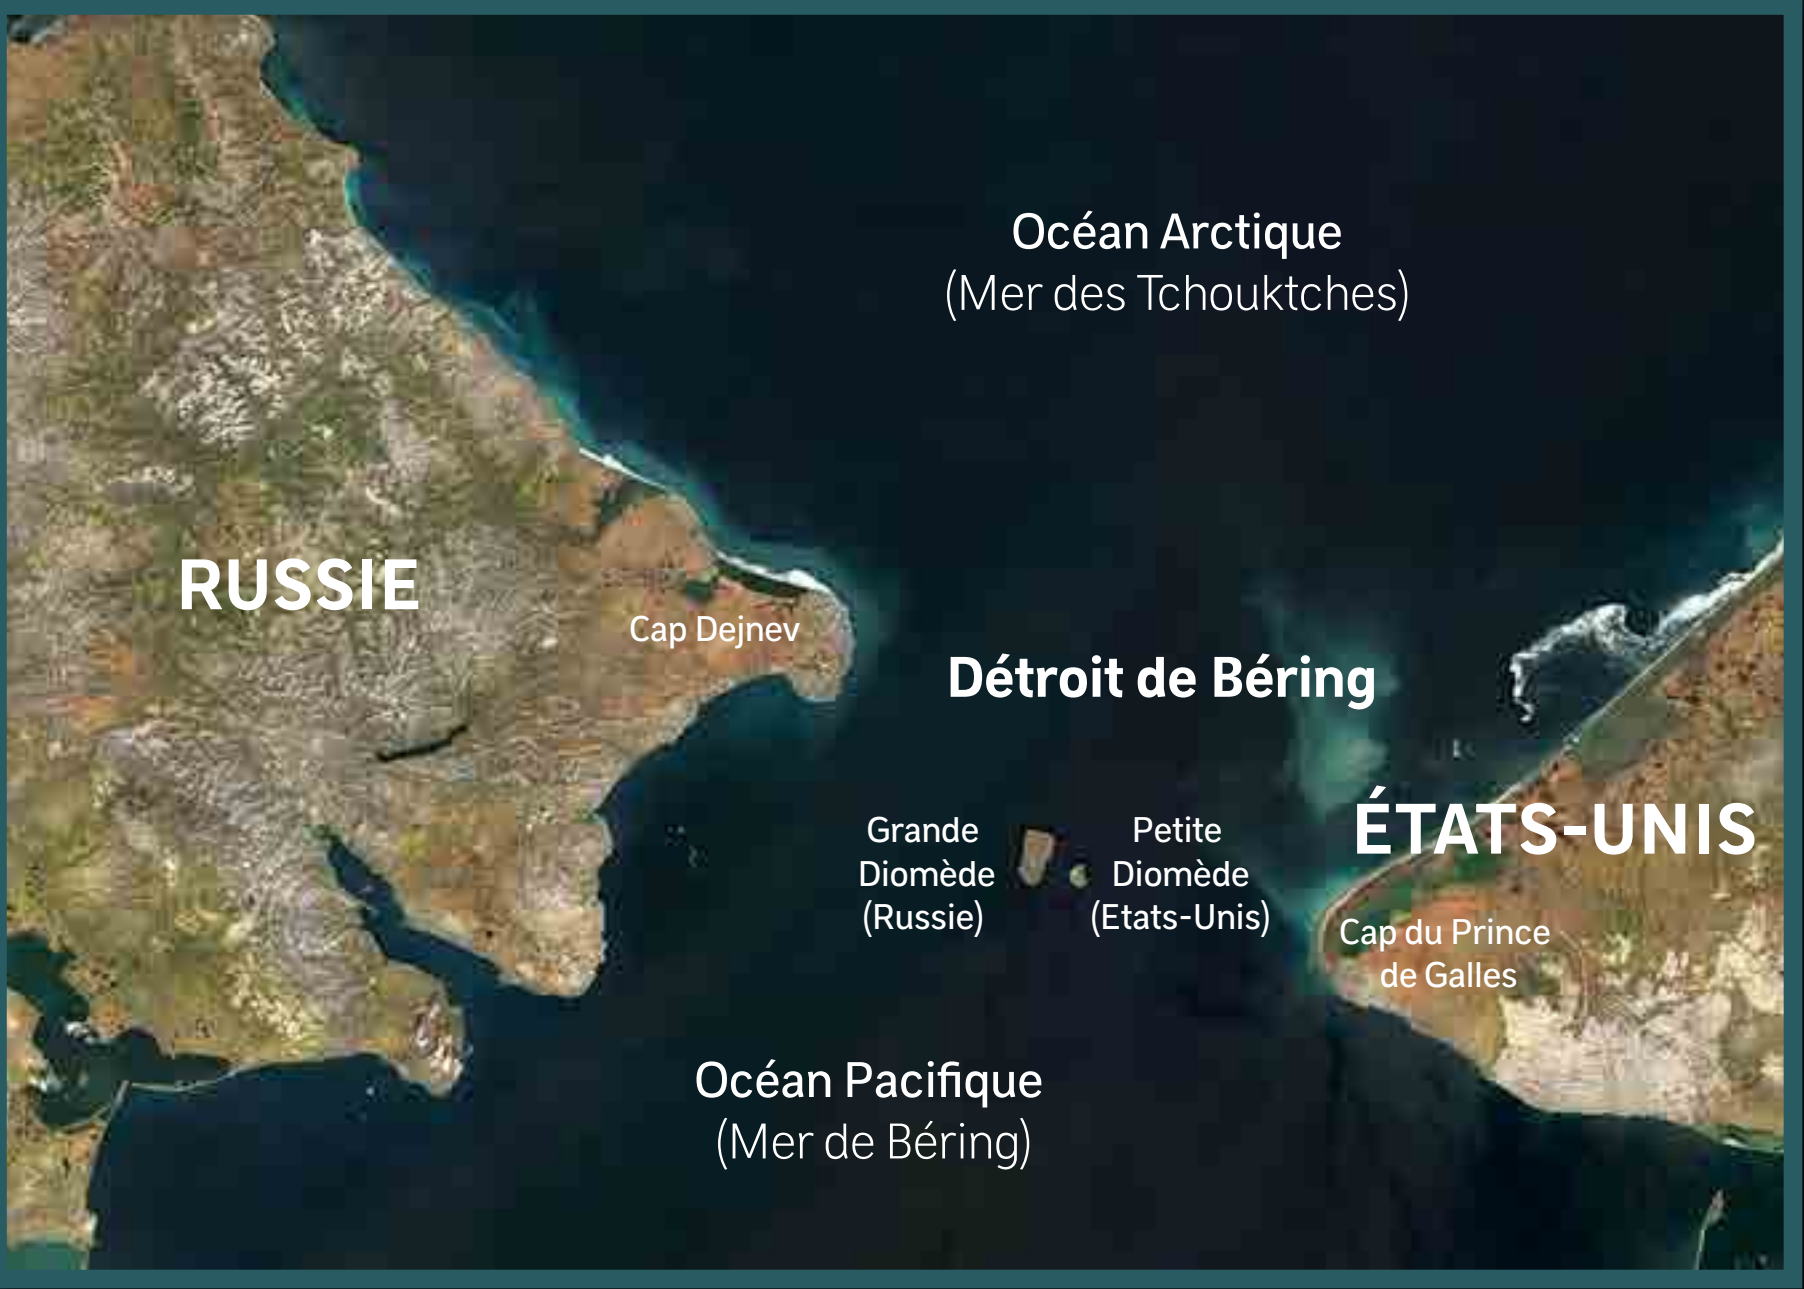 Océan Arctique
(Mer des Tchouktches)
RUSSIE
Cap Dejnev
Détroit de Béring
ÉTATS-UNIS
Grande
Diomède
(Russie)
Petite
Diomède
(Etats-Unis)
Cap du Prince
de Galles
Océan Pacifique
(Mer de Béring)